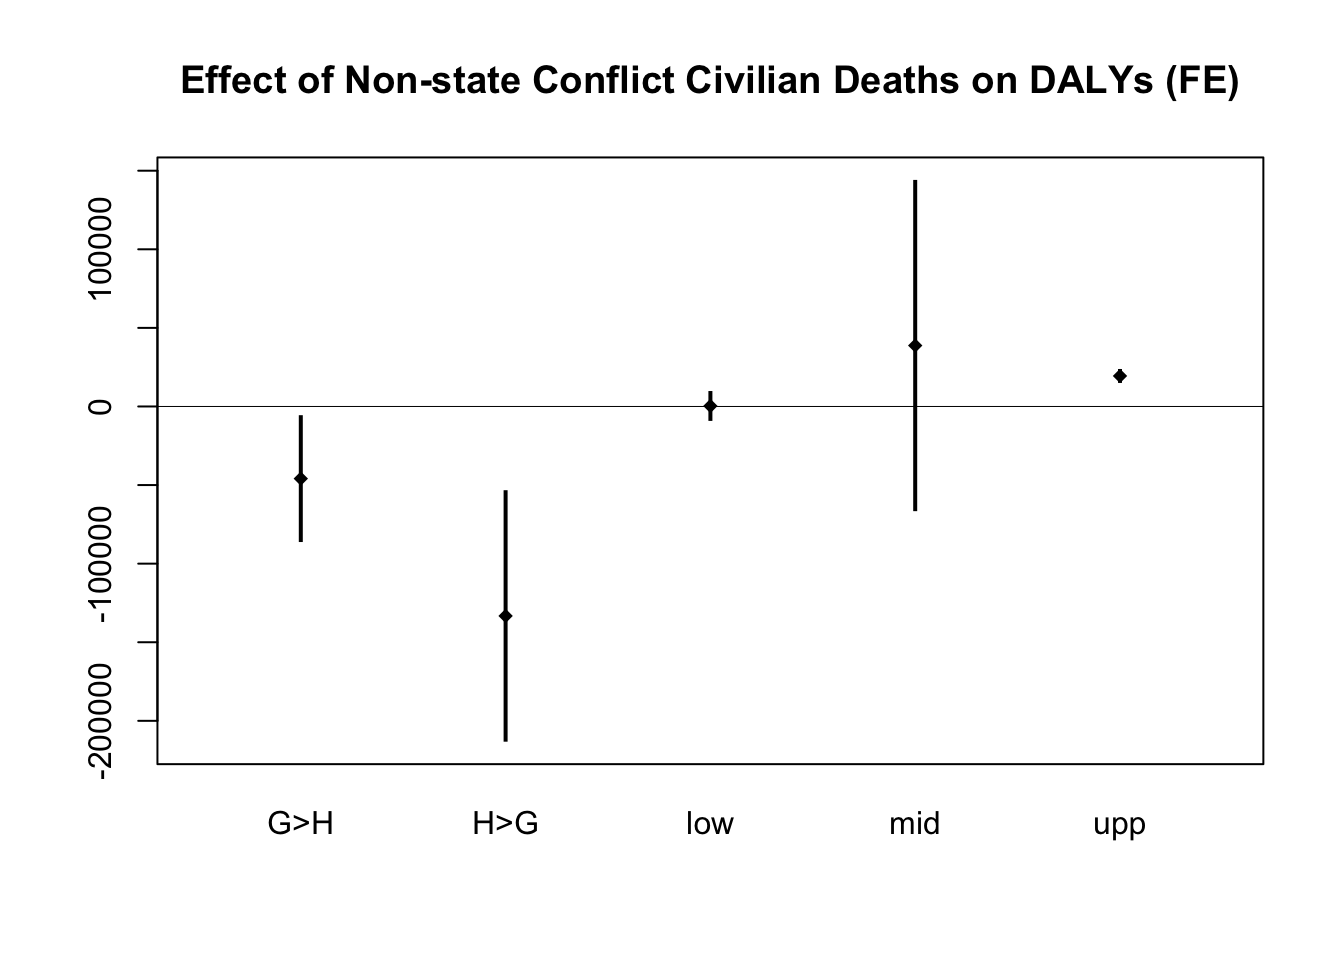 Effect of Non-state Conflict Civilian Deaths on DALYs (FE)
100000
0
-100000
-200000
G>H H>G low mid upp